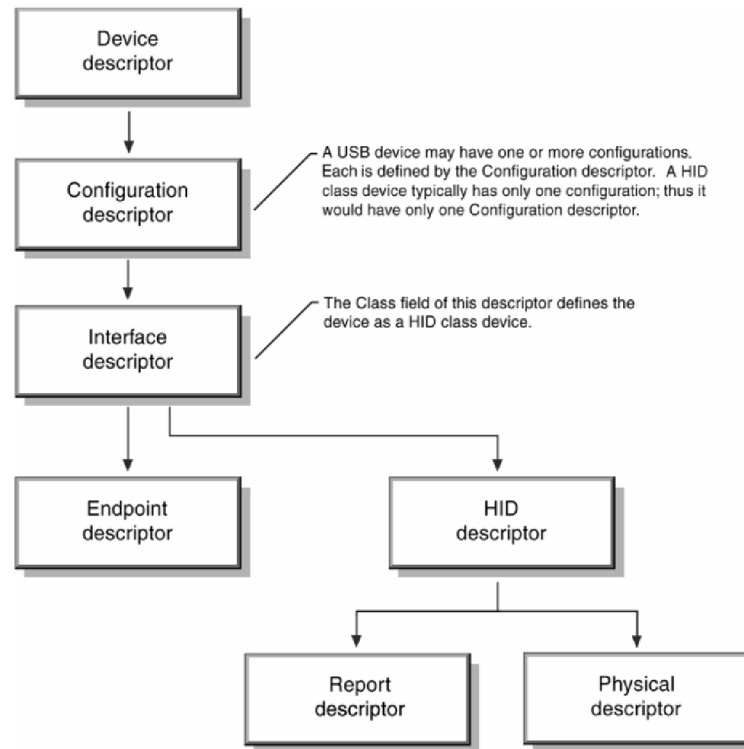 Device
descriptor
A USB device may have one or more configurations.
Each is defined by the Configuration descriptor.  A HID
class device typically has only one configuration; thus it
would have only one Configuration descriptor.
Configuration
descriptor
The Class field of this descriptor defines the
device as a HID class device.
Interface
descriptor
Endpoint
descriptor
HID
descriptor
Report
descriptor
Physical
descriptor